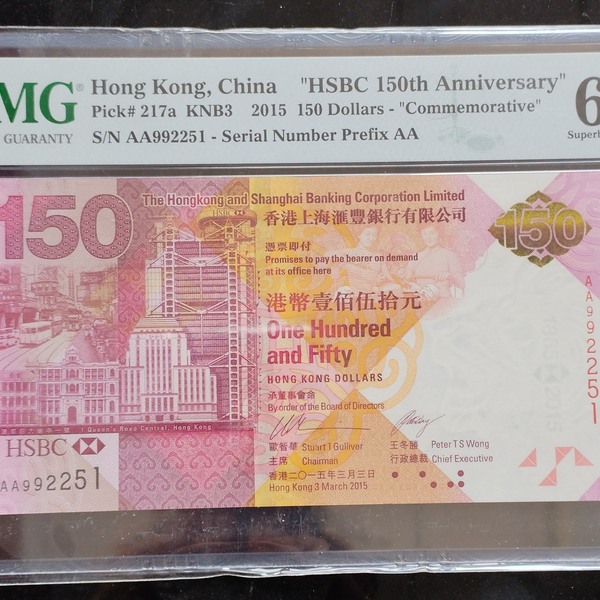 MG® Hong Kong, China "HSBC 150th Anniversary" 6
GUARANTY Pick# 217a KNB3 2015 150 Dollars - "Commemorative" Superb
S/N AA992251 - Serial Number Prefix AA
150
The Hongkong and Shanghai Banking Corporation Limited
HSBC
香港上海滙豐銀行有限公司
150
憑票即付
Promises to pay the bearer on demand
at its office here
港幣壹佰伍拾元
One Hundred
and Fifty
HONG KONG DOLLARS
承董事會命
By order of the Board of Directors
1 Queen's Road Central, Hong Kong
歐智華 Stuart T Gulliver
主席 Chairman
王冬勝 Peter T S Wong
行政總裁 Chief Executive
香港二〇一五年三月三日
Hong Kong 3 March 2015
HSBC
AA992251
AA992251